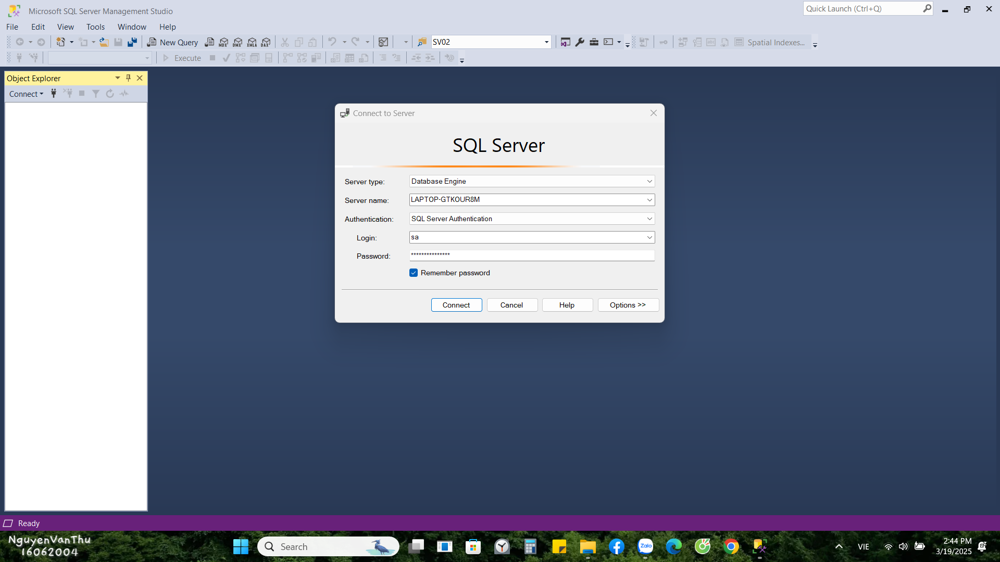 Microsoft SQL Server Management Studio
Quick Launch (Ctrl+Q)
File Edit View Tools Window Help
New Query MDX DMX XMLA DAX SV02 Spatial Indexes...
Execute
Object Explorer
Connect
Connect to Server
SQL Server
Server type: Database Engine
Server name: LAPTOP-GTKOUR8M
Authentication: SQL Server Authentication
Login: sa
Password: ***************
Remember password
Connect Cancel Help Options >>
Ready
NguyenVanThu
16062004
Search
Zalo
VIE
2:44 PM
3/19/2025